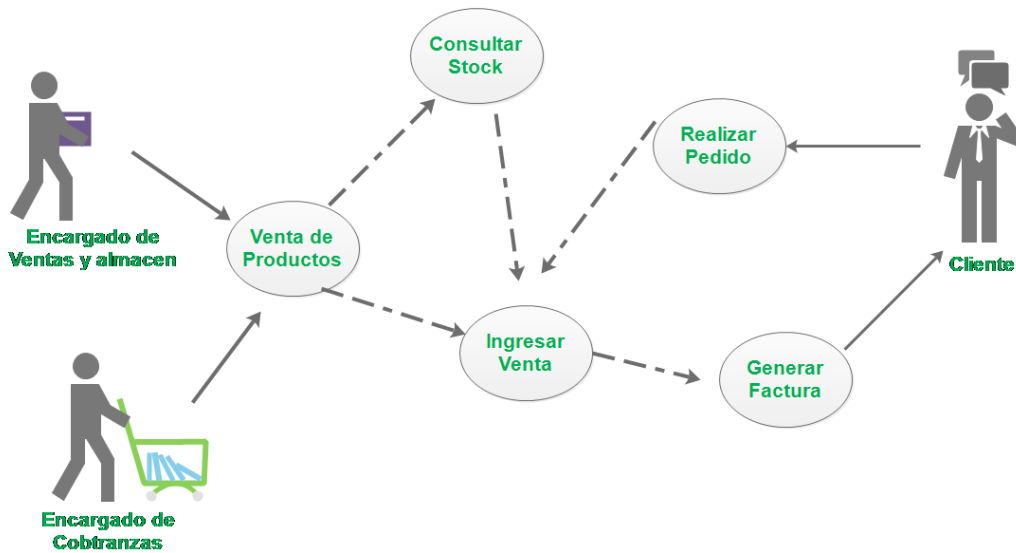 Consultar
Stock
Realizar
Pedido
Encargado de
Ventas y almacen
Venta de
Productos
Cliente
Ingresar
Venta
Generar
Factura
Encargado de
Cobtranzas